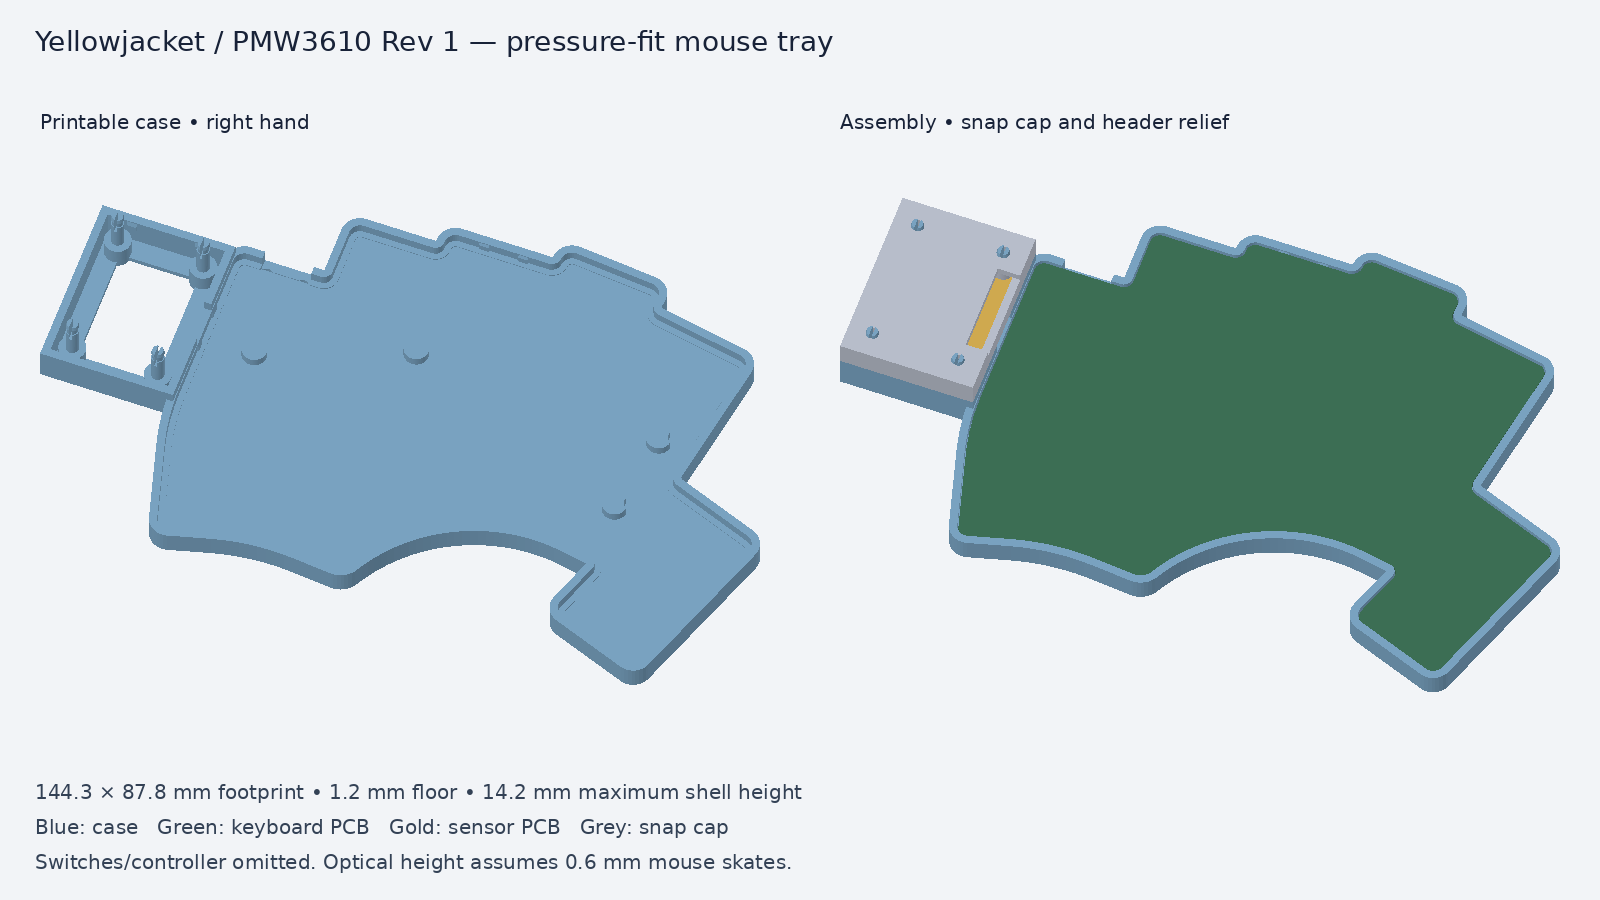 Yellowjacket / PMW3610 Rev 1 — pressure-fit mouse tray
Printable case • right hand
Assembly • snap cap and header relief
144.3 × 87.8 mm footprint • 1.2 mm floor • 14.2 mm maximum shell height
Blue: case   Green: keyboard PCB   Gold: sensor PCB   Grey: snap cap
Switches/controller omitted. Optical height assumes 0.6 mm mouse skates.